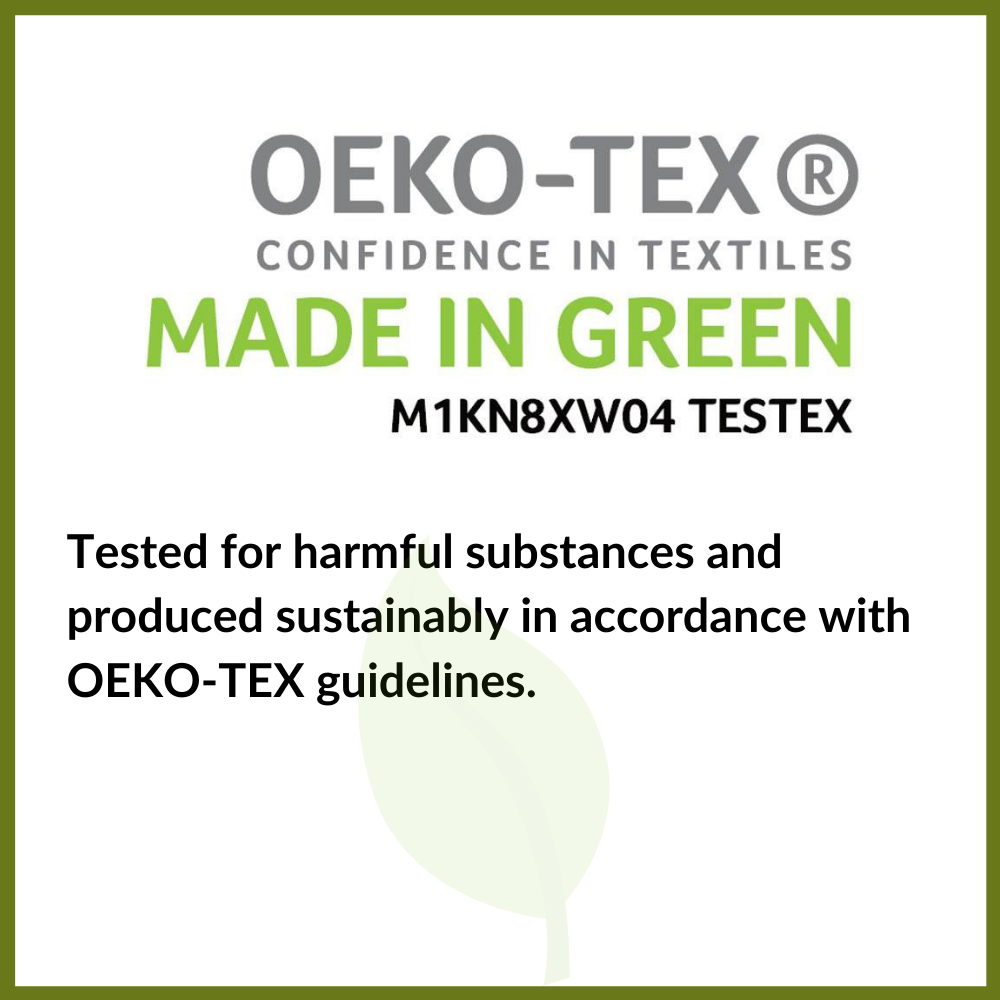 OEKO-TEX®
CONFIDENCE IN TEXTILES
MADE IN GREEN
M1KN8XW04 TESTEX
Tested for harmful substances and
produced sustainably in accordance with
OEKO-TEX guidelines.